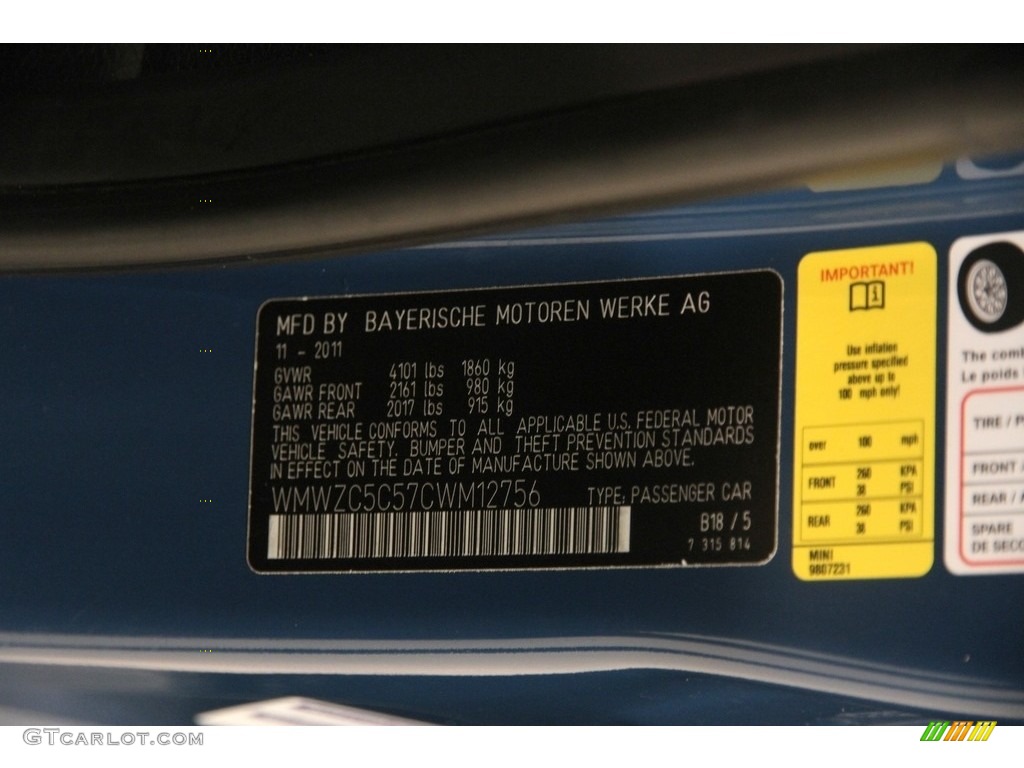 MFD BY BAYERISCHE MOTOREN WERKE AG
11 - 2011
GVWR 4101 lbs 1860 kg
GAWR FRONT 2161 lbs 980 kg
GAWR REAR 2017 lbs 915 kg
THIS VEHICLE CONFORMS TO ALL APPLICABLE U.S. FEDERAL MOTOR
VEHICLE SAFETY, BUMPER AND THEFT PREVENTION STANDARDS
IN EFFECT ON THE DATE OF MANUFACTURE SHOWN ABOVE.
WMWZC5C57CWM12756 TYPE: PASSENGER CAR
B18 / 5
7 315 814
IMPORTANT!
i
Use inflation
pressure specified
above up to
100 mph only!
over 100 mph
FRONT 260 KPA
38 PSI
REAR 260 KPA
38 PSI
MINI
9807231
The comb
Le poids
TIRE / P
FRONT /
REAR / A
SPARE
DE SECO
GTCarlot.com